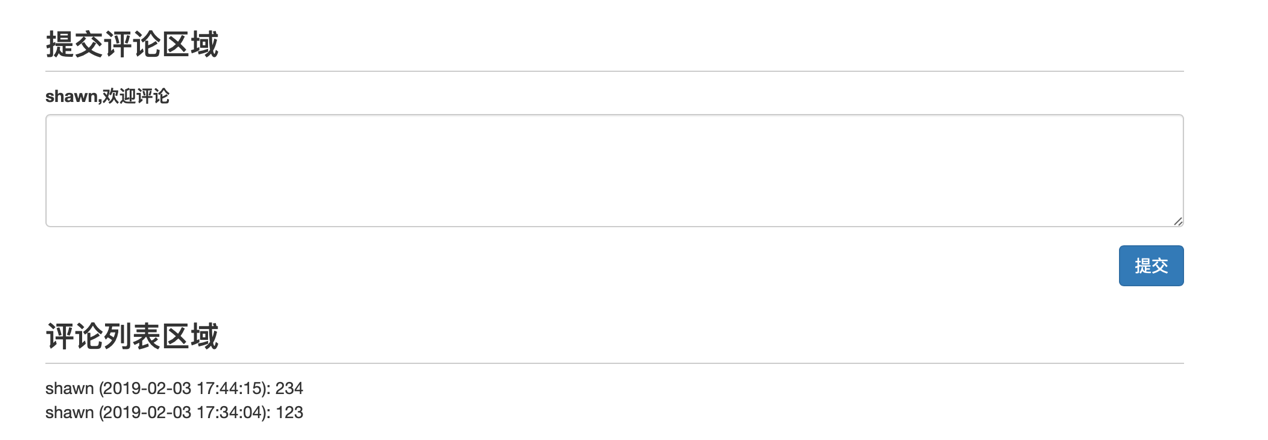 提交评论区域
shawn,欢迎评论
提交
评论列表区域
shawn (2019-02-03 17:44:15): 234
shawn (2019-02-03 17:34:04): 123